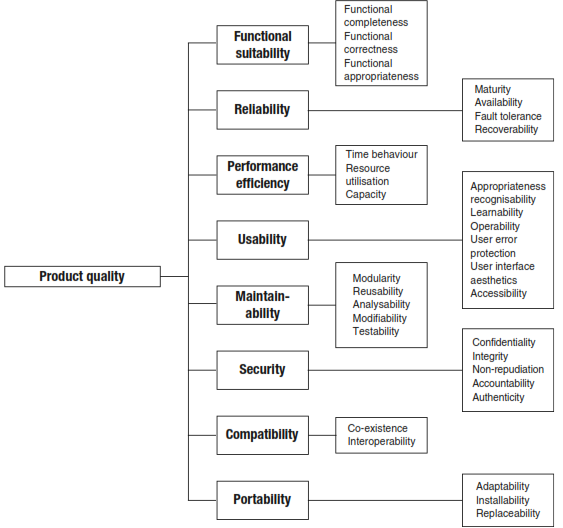 Functional
suitability
Functional
completeness
Functional
correctness
Functional
appropriateness
Reliability
Maturity
Availability
Fault tolerance
Recoverability
Performance
efficiency
Time behaviour
Resource
utilisation
Capacity
Usability
Appropriateness
recognisability
Learnability
Operability
User error
protection
User interface
aesthetics
Accessibility
Product quality
Maintain-
ability
Modularity
Reusability
Analysability
Modifiability
Testability
Security
Confidentiality
Integrity
Non-repudiation
Accountability
Authenticity
Compatibility
Co-existence
Interoperability
Portability
Adaptability
Installability
Replaceability